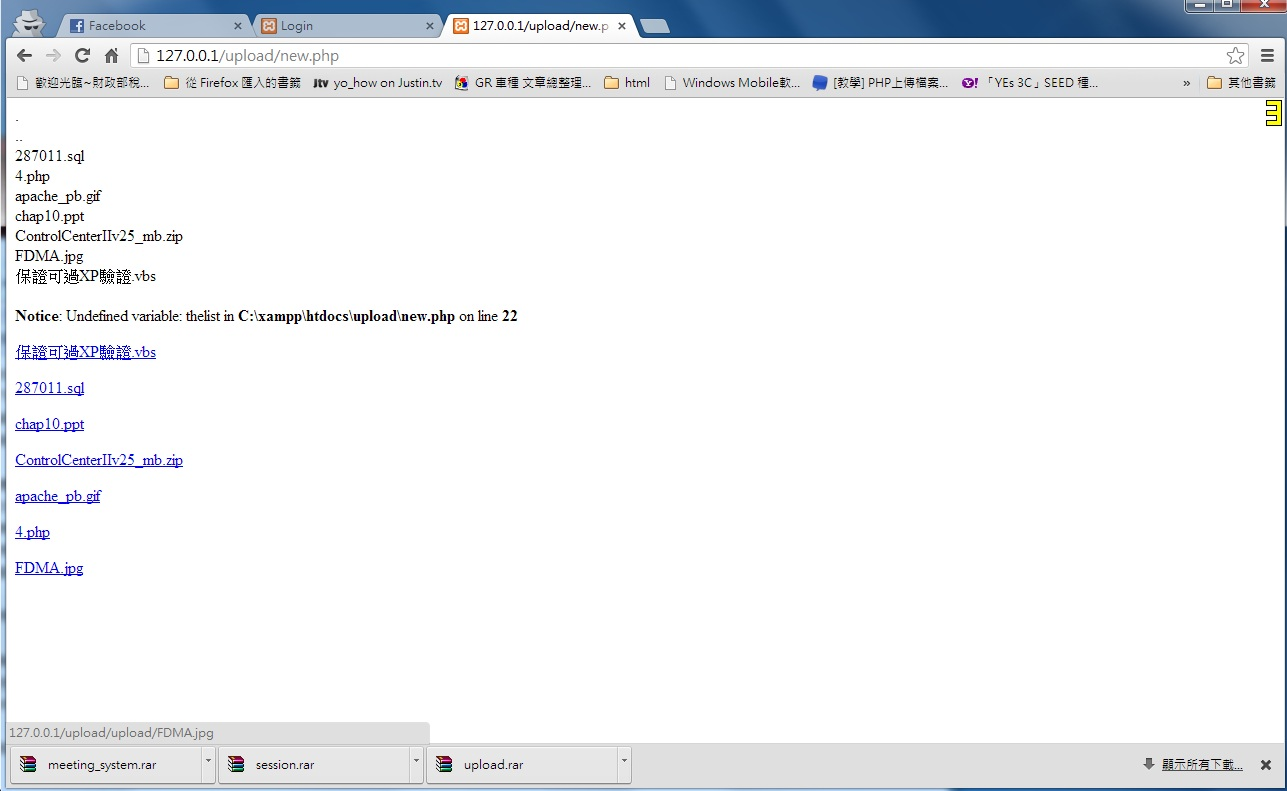 Facebook
Login
127.0.0.1/upload/new.p
127.0.0.1/upload/new.php
歡迎光臨~財政部稅... 從 Firefox 匯入的書籤 jtv yo_how on Justin.tv GR 車種 文章總整理... html Windows Mobile軟... [教學] PHP上傳檔案... Y! 「YEs 3C」SEED 種... » 其他書籤
.
..
287011.sql
4.php
apache_pb.gif
chap10.ppt
ControlCenterIIv25_mb.zip
FDMA.jpg
保證可過XP驗證.vbs
Notice: Undefined variable: thelist in C:\xampp\htdocs\upload\new.php on line 22
保證可過XP驗證.vbs
287011.sql
chap10.ppt
ControlCenterIIv25_mb.zip
apache_pb.gif
4.php
FDMA.jpg
127.0.0.1/upload/upload/FDMA.jpg
meeting_system.rar session.rar upload.rar 顯示所有下載...